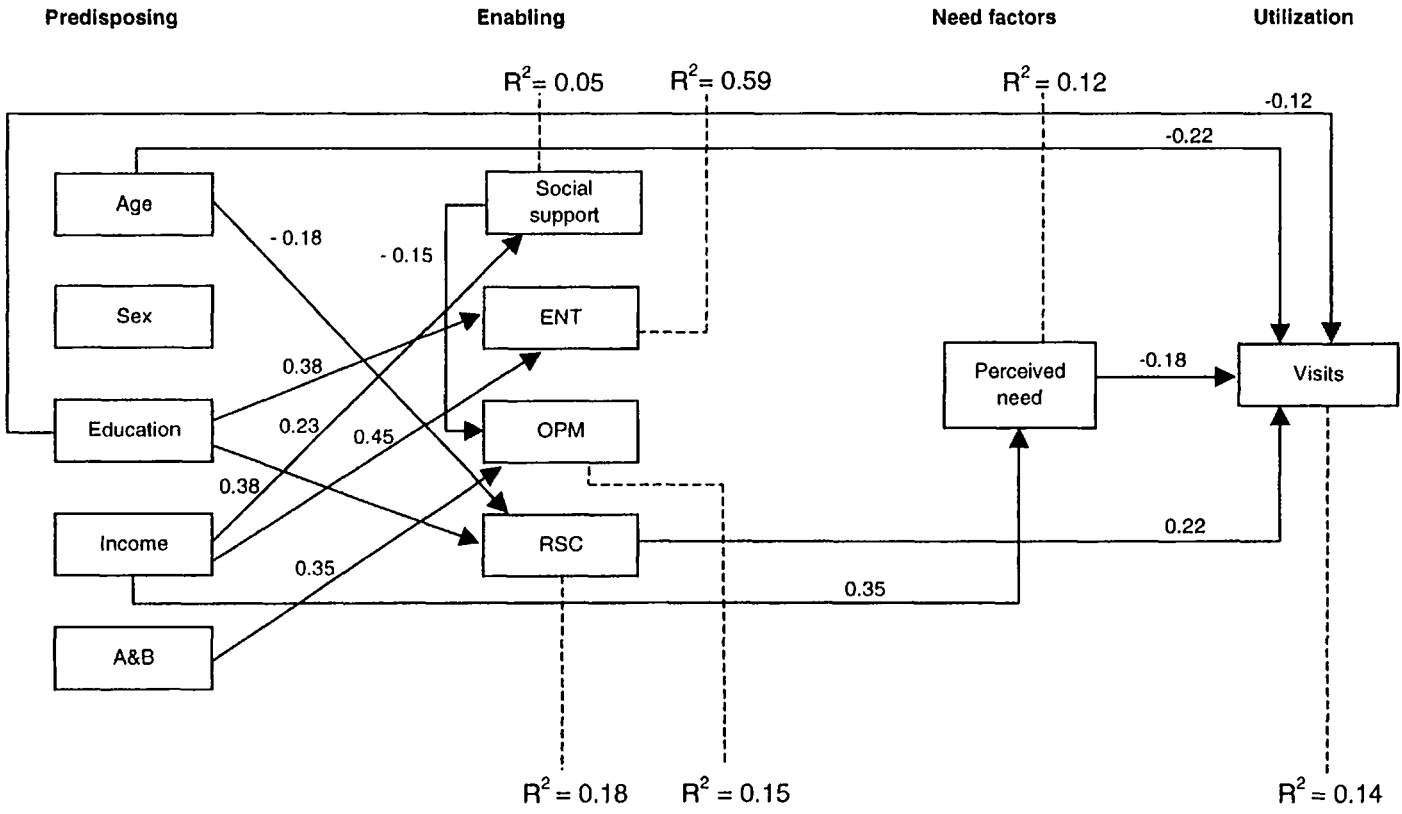 Predisposing Enabling Need factors Utilization
R² = 0.05 R² = 0.59 R² = 0.12
-0.12
-0.22
Age
Social
support
- 0.18
- 0.15
Sex
ENT
0.38
Perceived
need
-0.18
Visits
Education
0.23
0.45
OPM
0.38
Income
RSC
0.22
0.35
0.35
A&B
R² = 0.18 R² = 0.15 R² = 0.14